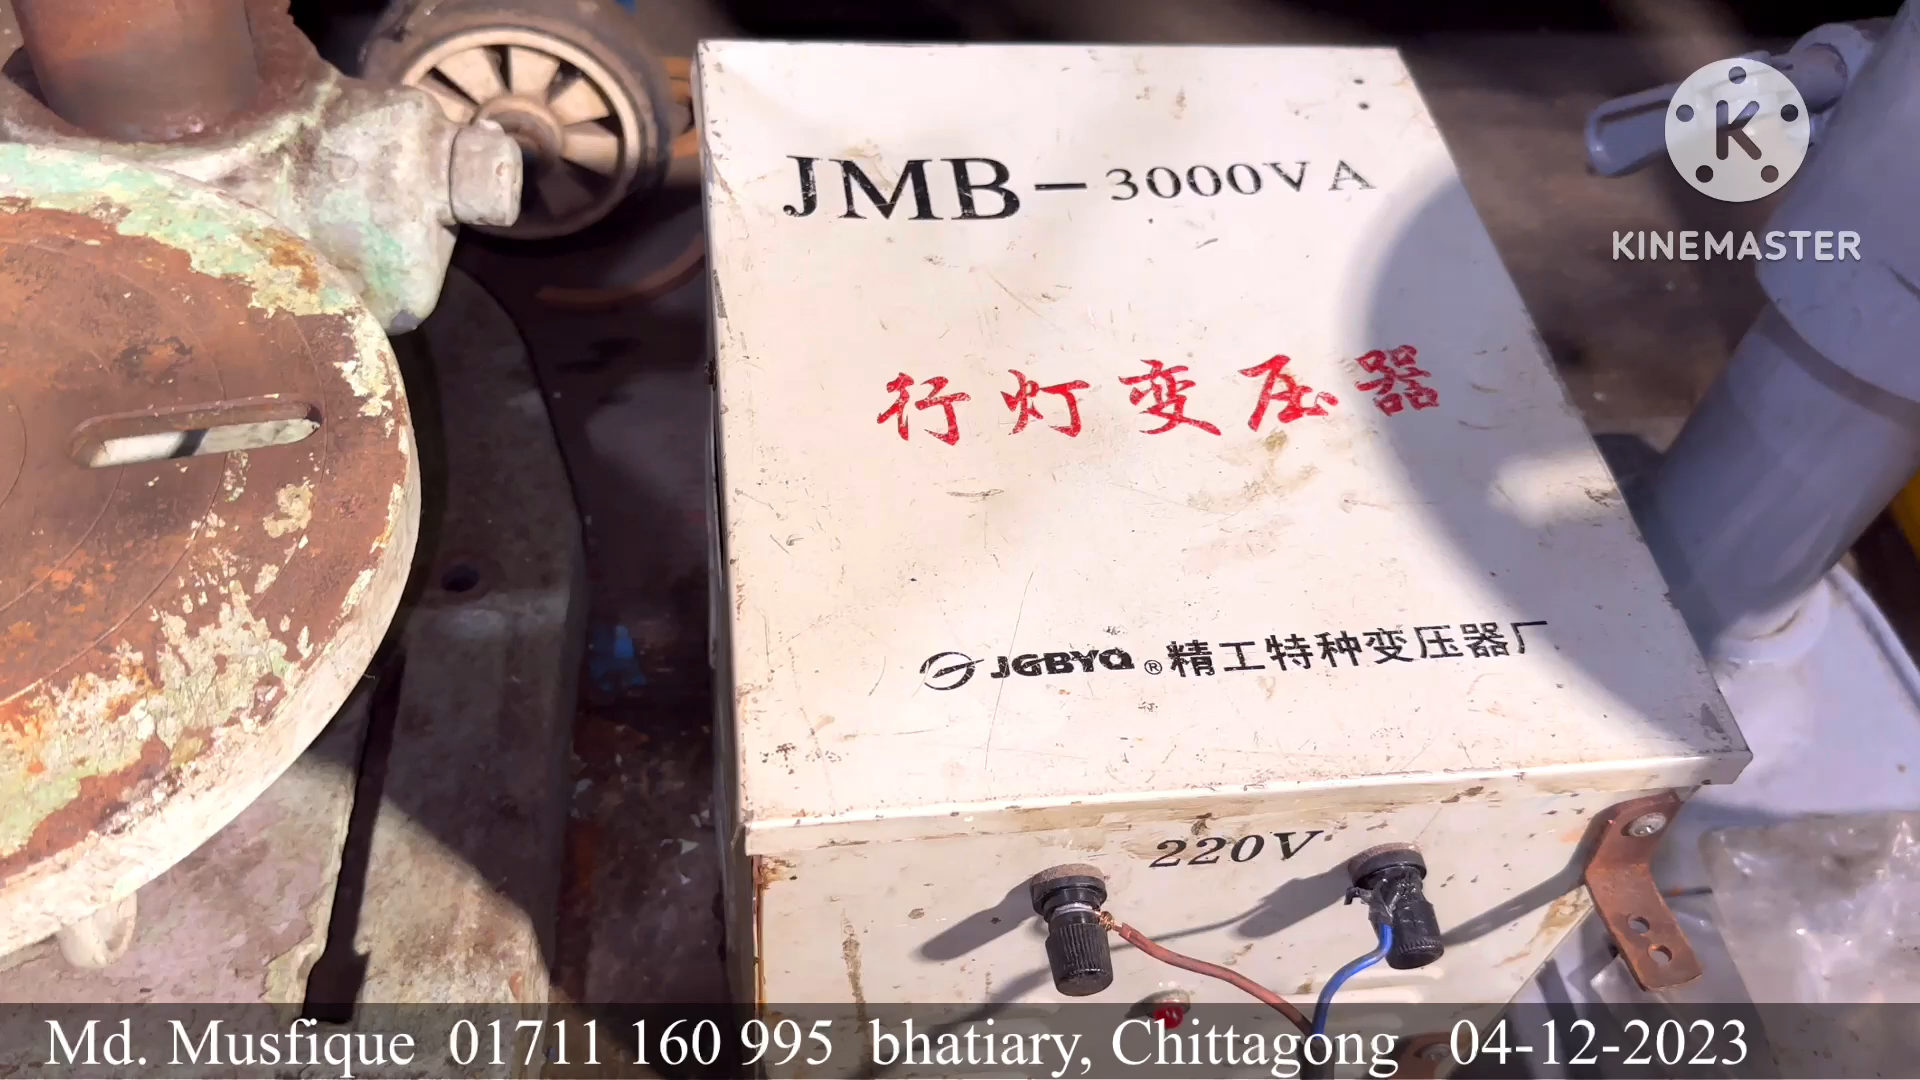 JMB-3000VA
行灯变压器
JGBYQ® 精工特种变压器厂
220V
K
KINEMASTER
Md. Musfique 01711 160 995 bhatiary, Chittagong 04-12-2023